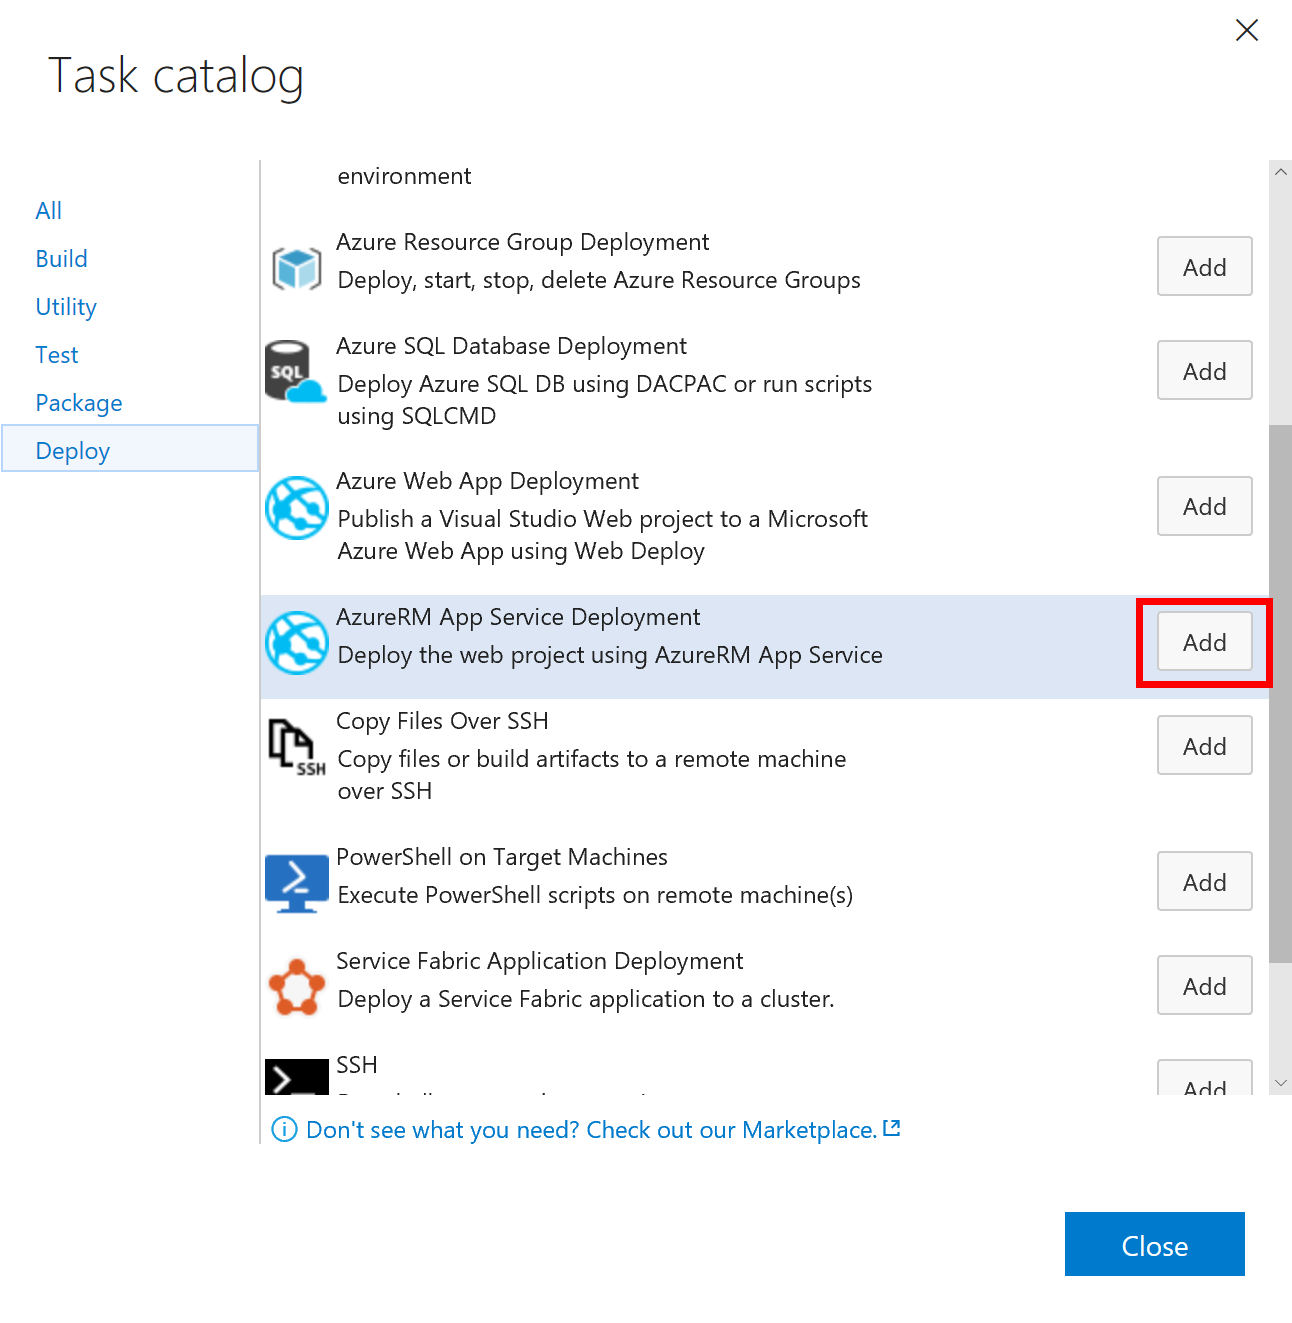 Task catalog
All
Build
Utility
Test
Package
Deploy
environment
Azure Resource Group Deployment
Deploy, start, stop, delete Azure Resource Groups
Add
SQL
Azure SQL Database Deployment
Deploy Azure SQL DB using DACPAC or run scripts
using SQLCMD
Add
Azure Web App Deployment
Publish a Visual Studio Web project to a Microsoft
Azure Web App using Web Deploy
Add
AzureRM App Service Deployment
Deploy the web project using AzureRM App Service
Add
Copy Files Over SSH
SSH
Copy files or build artifacts to a remote machine
over SSH
Add
PowerShell on Target Machines
Execute PowerShell scripts on remote machine(s)
Add
Service Fabric Application Deployment
Deploy a Service Fabric application to a cluster.
Add
SSH
Add
Don't see what you need? Check out our Marketplace.
Close